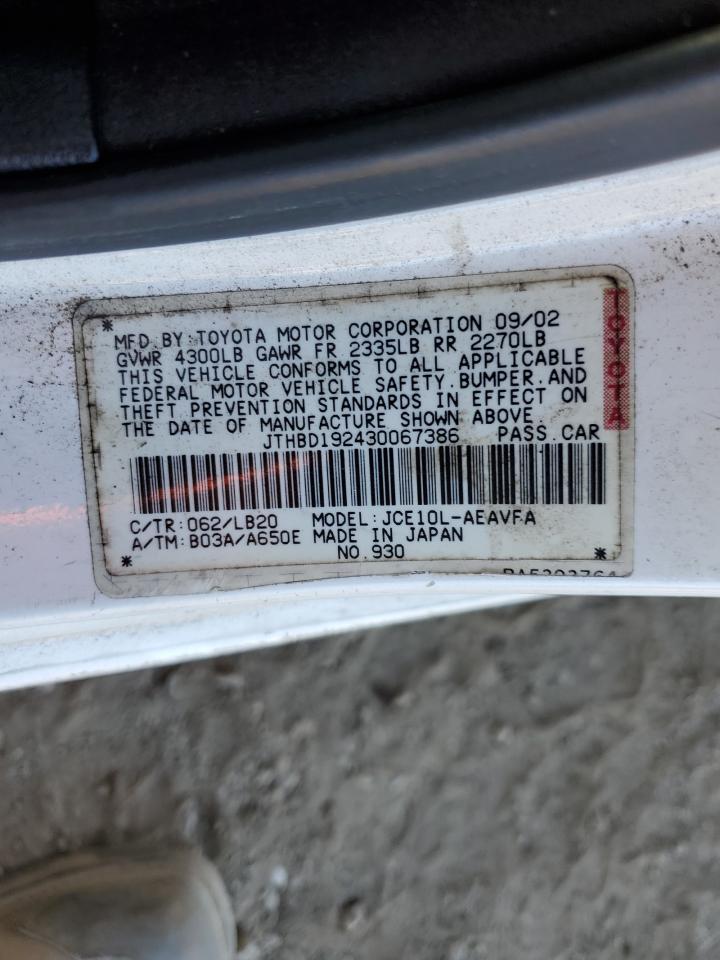 *
MFD BY: TOYOTA MOTOR CORPORATION 09/02
GVWR 4300LB GAWR FR 2335LB RR 2270LB
THIS VEHICLE CONFORMS TO ALL APPLICABLE
FEDERAL MOTOR VEHICLE SAFETY.BUMPER.AND
THEFT PREVENTION STANDARDS IN EFFECT ON
THE DATE OF MANUFACTURE SHOWN ABOVE.
JTHBD192430067386 PASS.CAR
C/TR:062/LB20 MODEL:JCE10L-AEAVFA
A/TM:B03A/A650E MADE IN JAPAN
* NO.930 *
TOYOTA